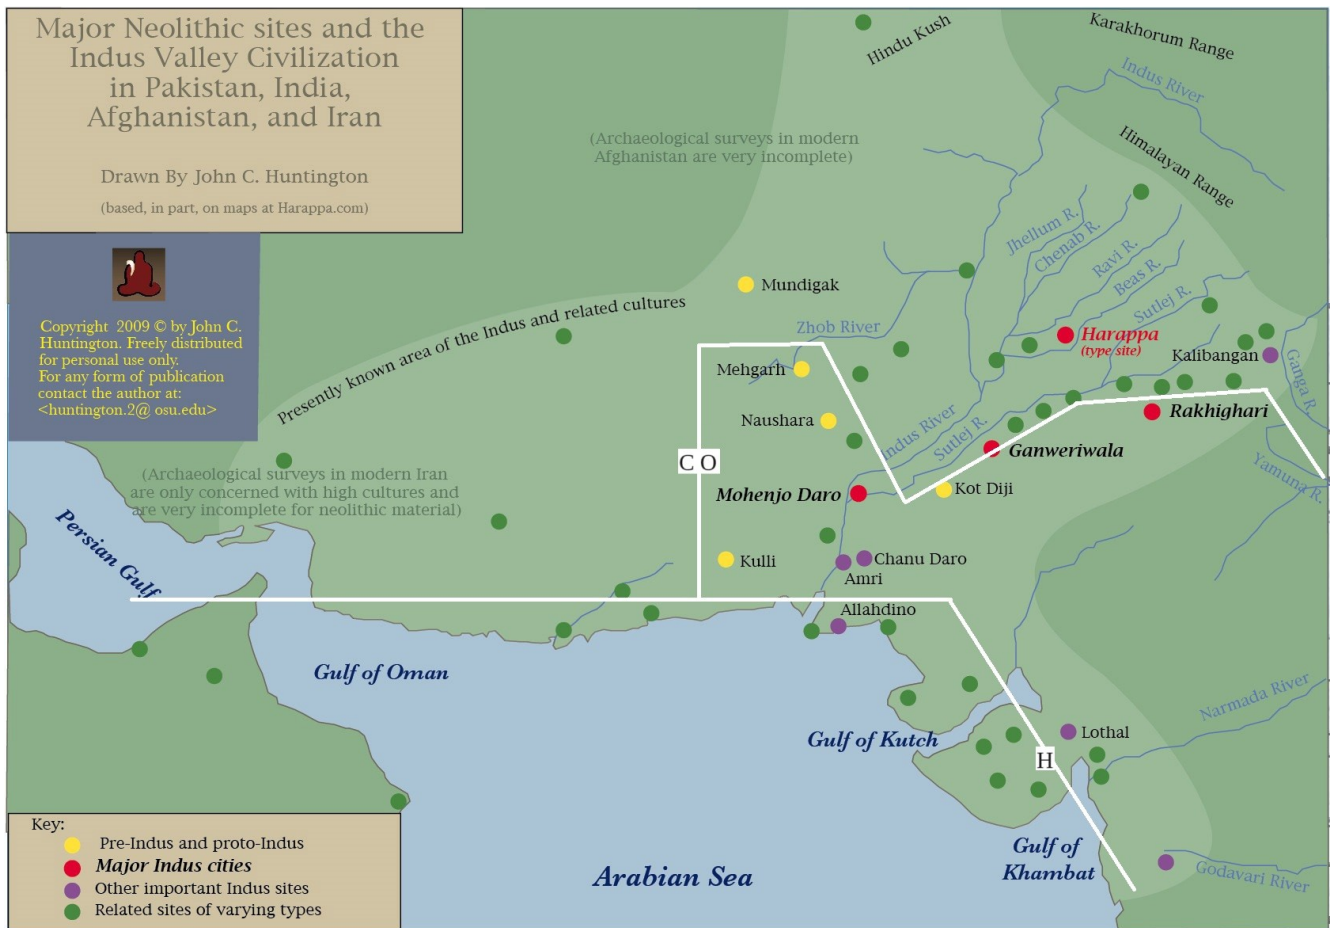 Major Neolithic sites and the
Indus Valley Civilization
in Pakistan, India,
Afghanistan, and Iran
Drawn By John C. Huntington
(based, in part, on maps at Harappa.com)
Copyright 2009 © by John C.
Huntington. Freely distributed
for personal use only.
For any form of publication
contact the author at:
<huntington.2@ osu.edu>
Hindu Kush
Karakhorum Range
Indus River
(Archaeological surveys in modern
Afghanistan are very incomplete)
Himalayan Range
Jhellum R.
Chenab R.
Ravi R.
Beas R.
Sutlej R.
Mundigak
Presently known area of the Indus and related cultures
Zhob River
Harappa
(type site)
Kalibangan
Ganga R.
Mehgarh
Naushara
Indus River
Sutlej R.
Rakhighari
Ganweriwala
C O
Yamuna R.
(Archaeological surveys in modern Iran
are only concerned with high cultures and
are very incomplete for neolithic material)
Mohenjo Daro
Kot Diji
Persian Gulf
Kulli
Chanu Daro
Amri
Allahdino
Gulf of Oman
Narmada River
Gulf of Kutch
Lothal
H
Gulf of
Khambat
Arabian Sea
Godavari River
Key:
Pre-Indus and proto-Indus
Major Indus cities
Other important Indus sites
Related sites of varying types